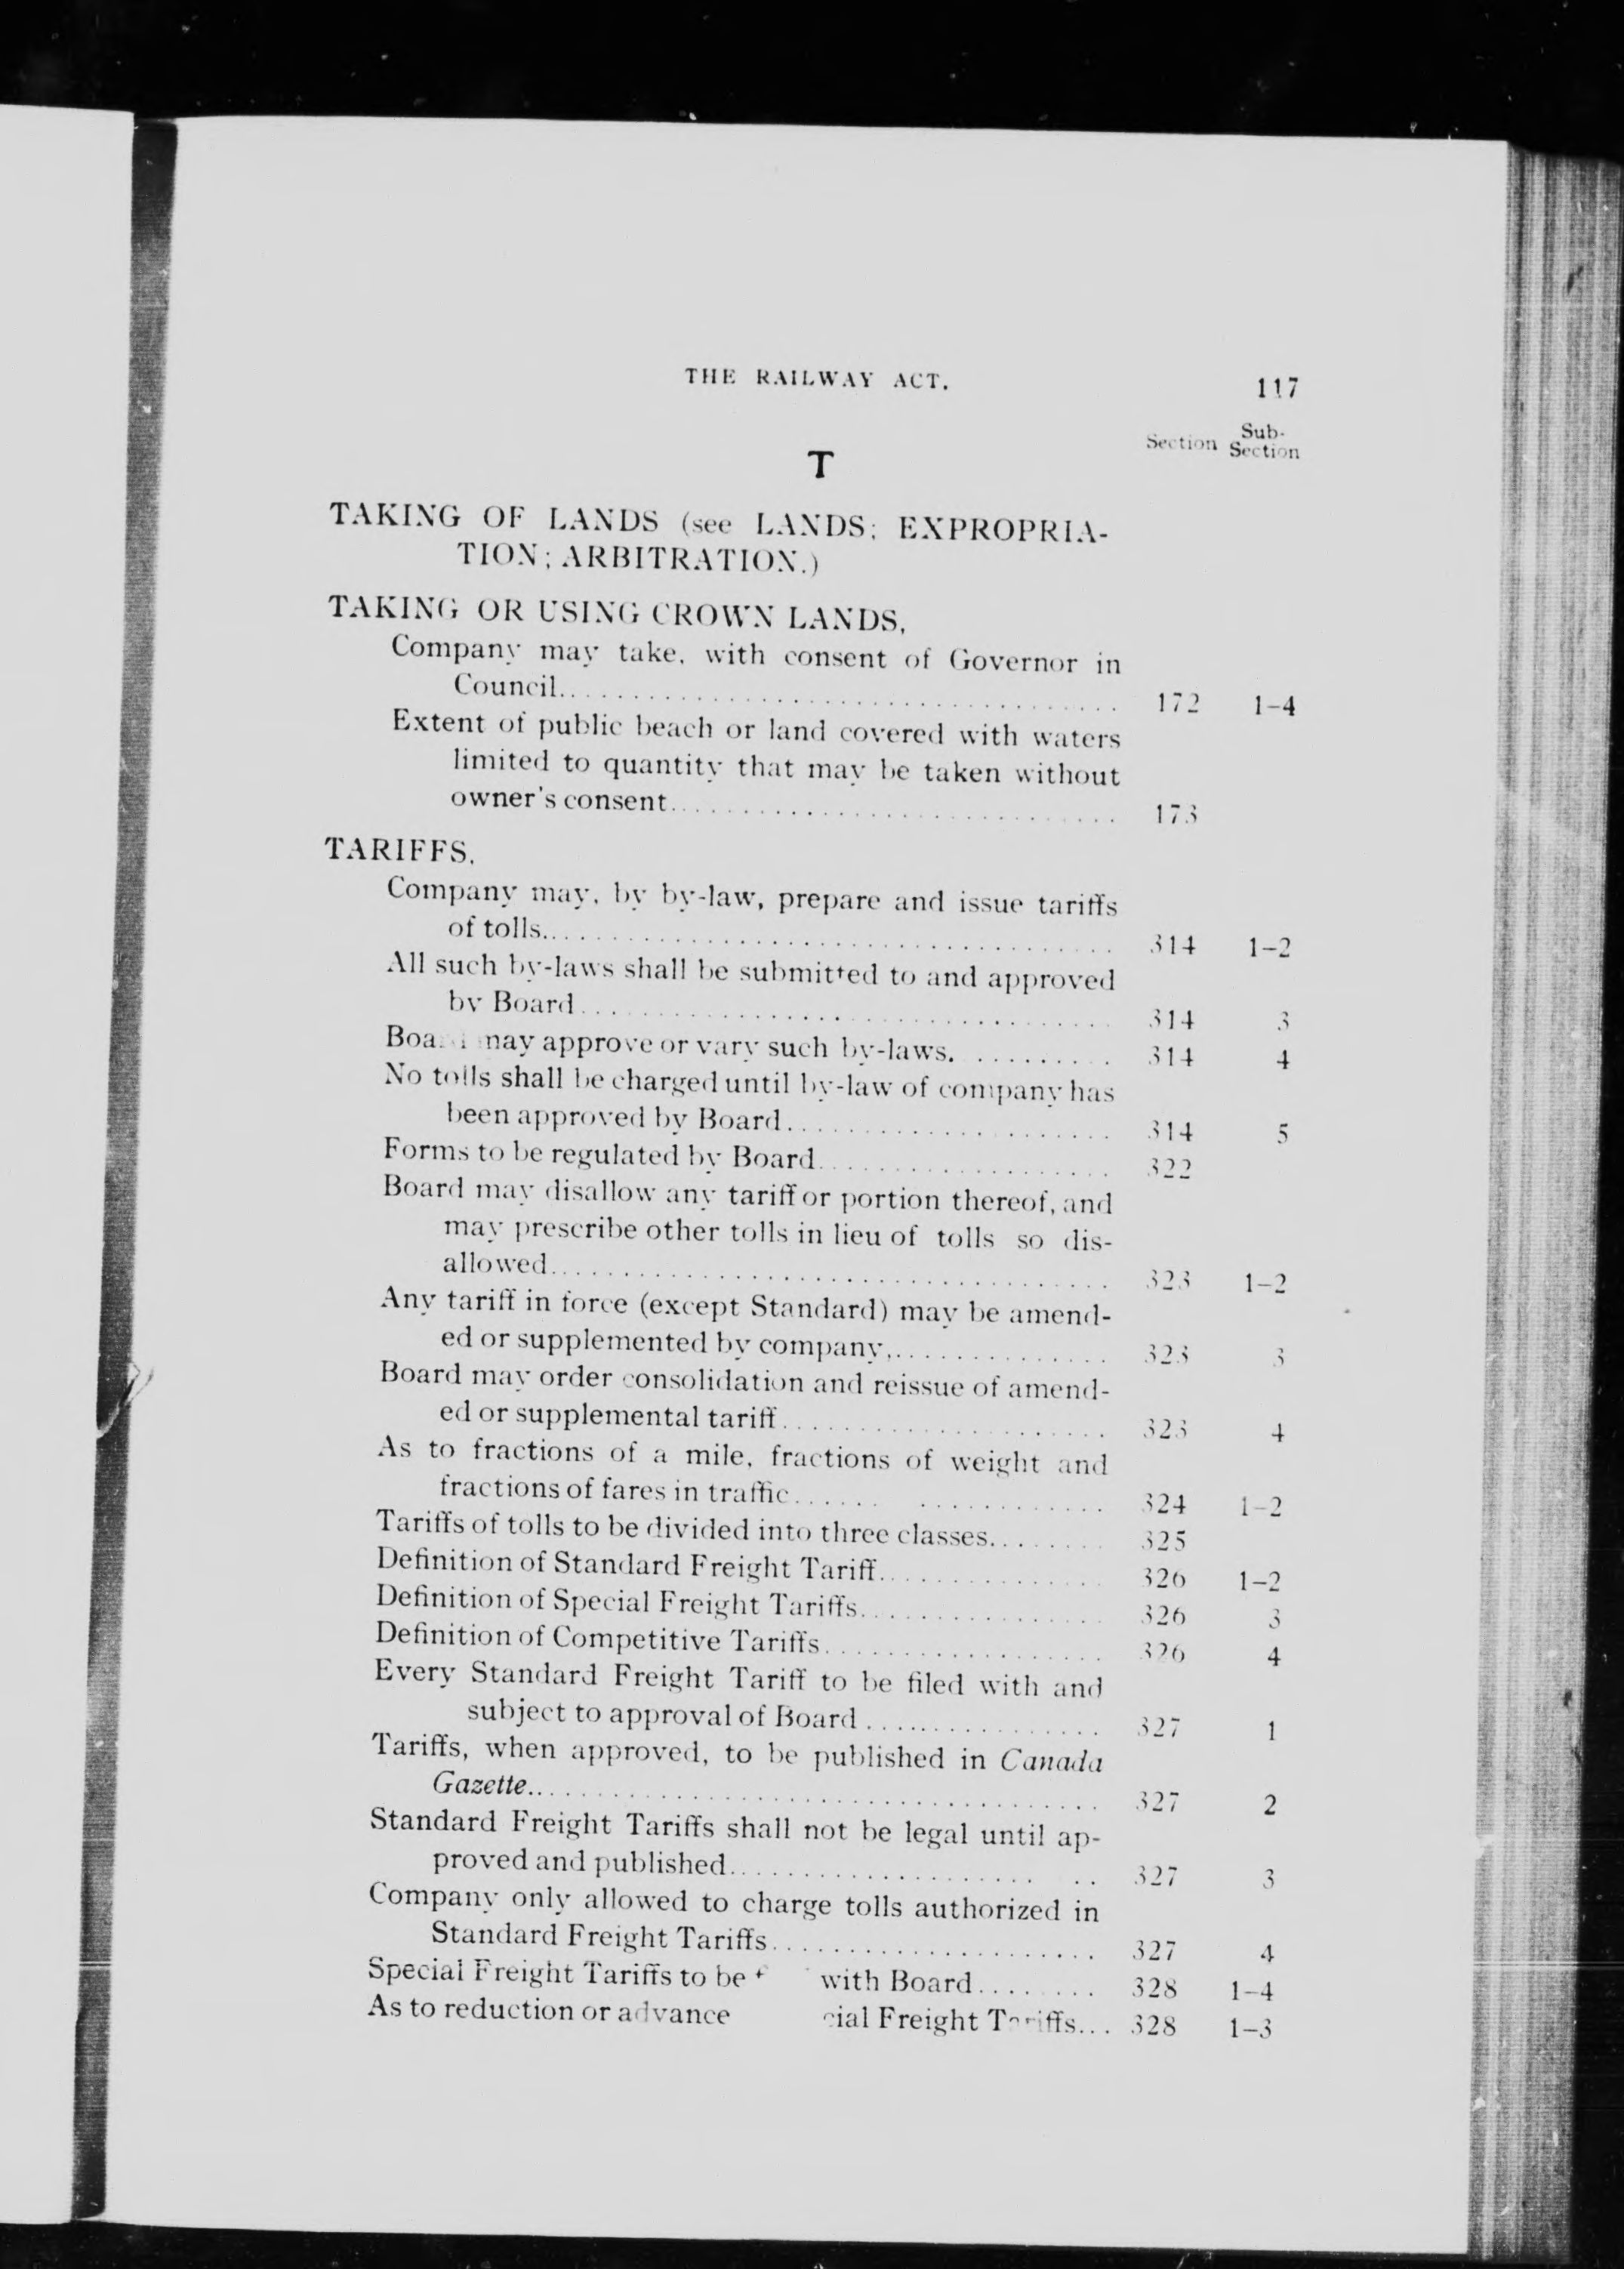 THE RAILWAY ACT. 117
Section Sub-Section
T
TAKING OF LANDS (see LANDS; EXPROPRIA-
TION; ARBITRATION.)
TAKING OR USING CROWN LANDS,
Company may take, with consent of Governor in
Council........ 172 1-4
Extent of public beach or land covered with waters
limited to quantity that may be taken without
owner's consent........ 173
TARIFFS,
Company may, by by-law, prepare and issue tariffs
of tolls........ 314 1-2
All such by-laws shall be submitted to and approved
by Board........ 314 3
may approve or vary such by-laws........ 314 4
No tolls shall be charged until by-law of company has
been approved by Board........ 314 5
Forms to be regulated by Board........ 322
Board may disallow any tariff or portion thereof, and
may prescribe other tolls in lieu of tolls so dis-
allowed........ 323 1-2
Any tariff in force (except Standard) may be amend-
ed or supplemented by company,........ 323 3
Board may order consolidation and reissue of amend-
ed or supplemental tariff........ 323 4
As to fractions of a mile, fractions of weight and
fractions of fares in traffic........ 324 1-2
Tariffs of tolls to be divided into three classes........ 325
Definition of Standard Freight Tariff........ 326 1-2
Definition of Special Freight Tariffs........ 326 3
Definition of Competitive Tariffs........ 326 4
Every Standard Freight Tariff to be filed with and
subject to approval of Board........ 327 1
Tariffs, when approved, to be published in Canada
Gazette........ 327 2
Standard Freight Tariffs shall not be legal until ap-
proved and published........ 327 3
Company only allowed to charge tolls authorized in
Standard Freight Tariffs........ 327 4
Special Freight Tariffs to be with Board........ 328 1-4
As to reduction or advance Freight Tariffs... 328 1-3